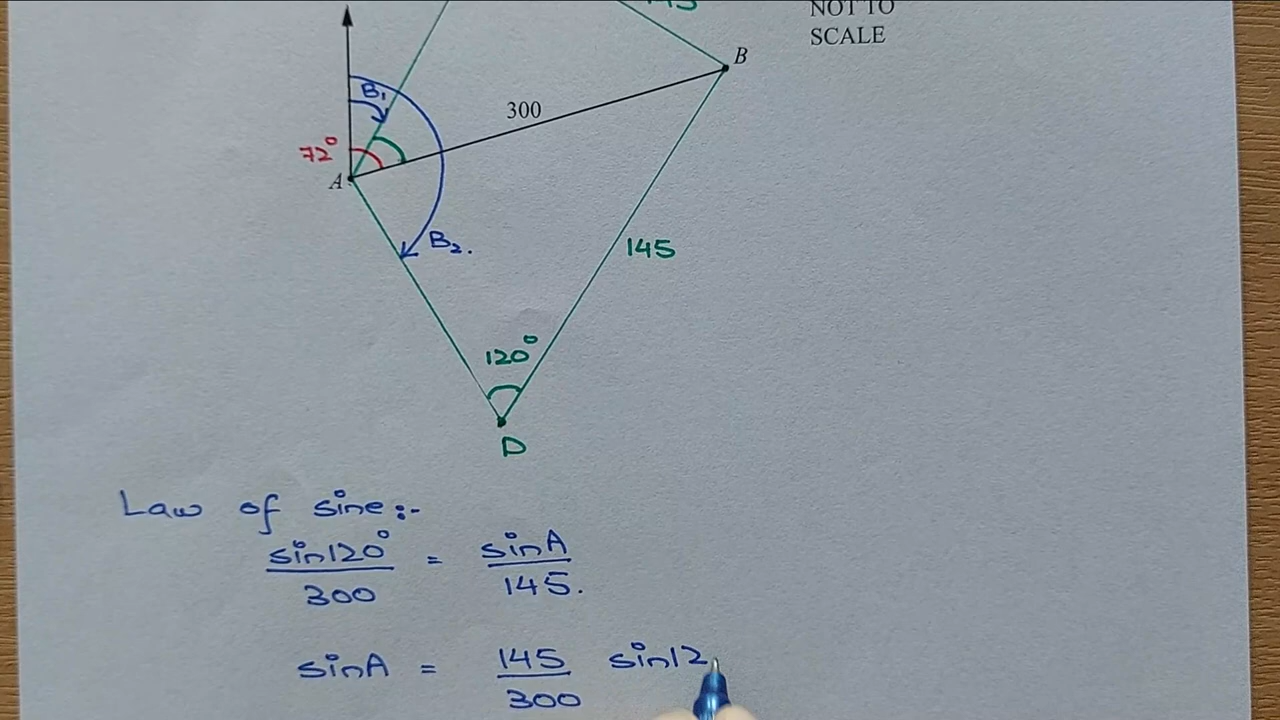 NOT TO
SCALE
B
B₁
300
72°
A
B₂.
145
120°
D
Law of sine:-
sin120° / 300 = sinA / 145.
sinA = 145 / 300 sin12